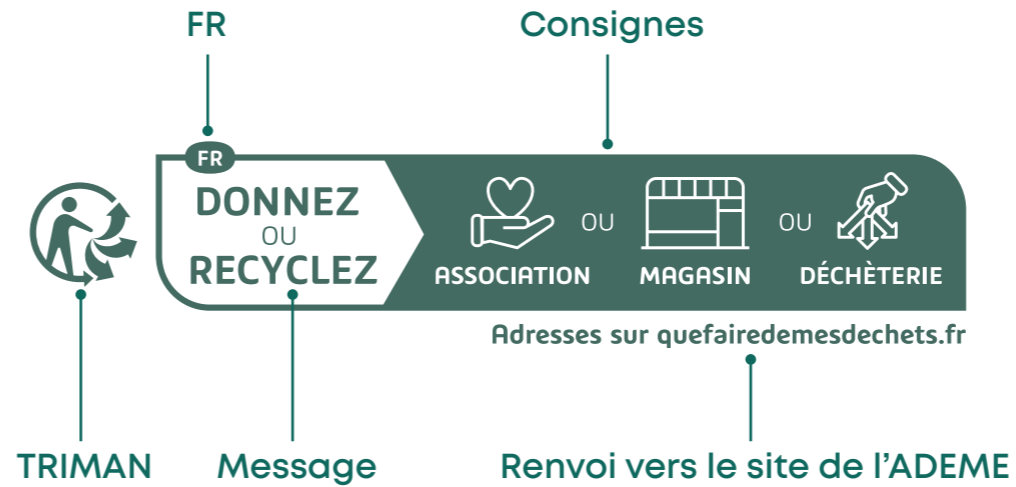 FR
Consignes
FR
DONNEZ
OU
RECYCLEZ
OU
OU
ASSOCIATION
MAGASIN
DÉCHÈTERIE
Adresses sur quefairedemesdechets.fr
TRIMAN
Message
Renvoi vers le site de l'ADEME